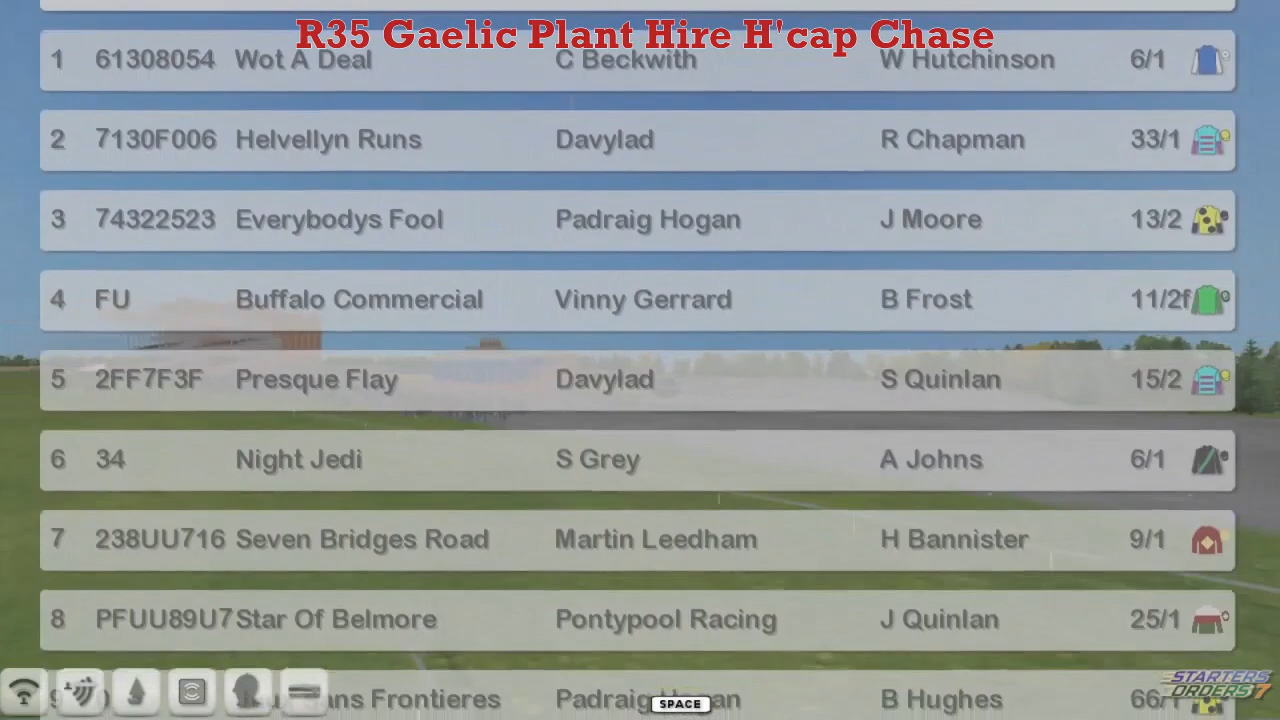 R35 Gaelic Plant Hire H'cap Chase
1 61308054 Wot A Deal C Beckwith W Hutchinson 6/1
2 7130F006 Helvellyn Runs Davylad R Chapman 33/1
3 74322523 Everybodys Fool Padraig Hogan J Moore 13/2
4 FU Buffalo Commercial Vinny Gerrard B Frost 11/2f
5 2FF7F3F Presque Flay Davylad S Quinlan 15/2
6 34 Night Jedi S Grey A Johns 6/1
7 238UU716 Seven Bridges Road Martin Leedham H Bannister 9/1
8 PFUU89U7 Star Of Belmore Pontypool Racing J Quinlan 25/1
9 Frontieres Padraig B Hughes 66/
SPACE
STARTERS ORDERS 7